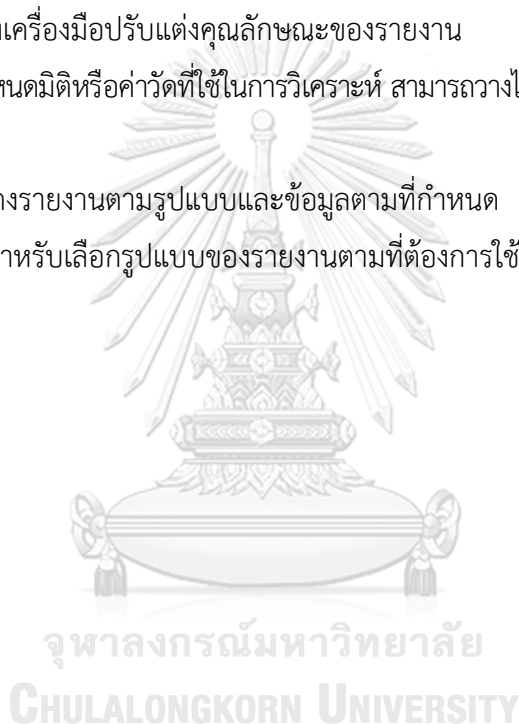 เครื่องมือปรับแต่งคุณลักษณะของรายงาน
หนดมิติหรือค่าวัดที่ใช้ในการวิเคราะห์ สามารถวางไ
างรายงานตามรูปแบบและข้อมูลตามที่กำหนด
าหรับเลือกรูปแบบของรายงานตามที่ต้องการใช้
จุฬาลงกรณ์มหาวิทยาลัย
CHULALONGKORN UNIVERSITY